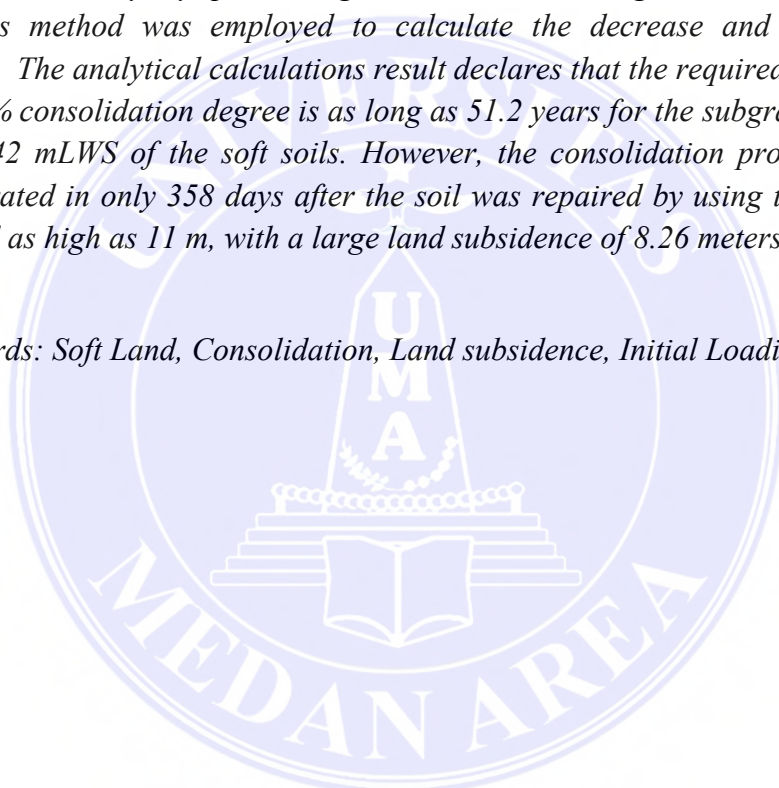 s method was employed to calculate the decrease and
The analytical calculations result declares that the required
% consolidation degree is as long as 51.2 years for the subgra
42 mLWS of the soft soils. However, the consolidation pro
ated in only 358 days after the soil was repaired by using t
as high as 11 m, with a large land subsidence of 8.26 meters
rds: Soft Land, Consolidation, Land subsidence, Initial Loadi
UNIVERSITAS
U
M
A
MEDAN AREA